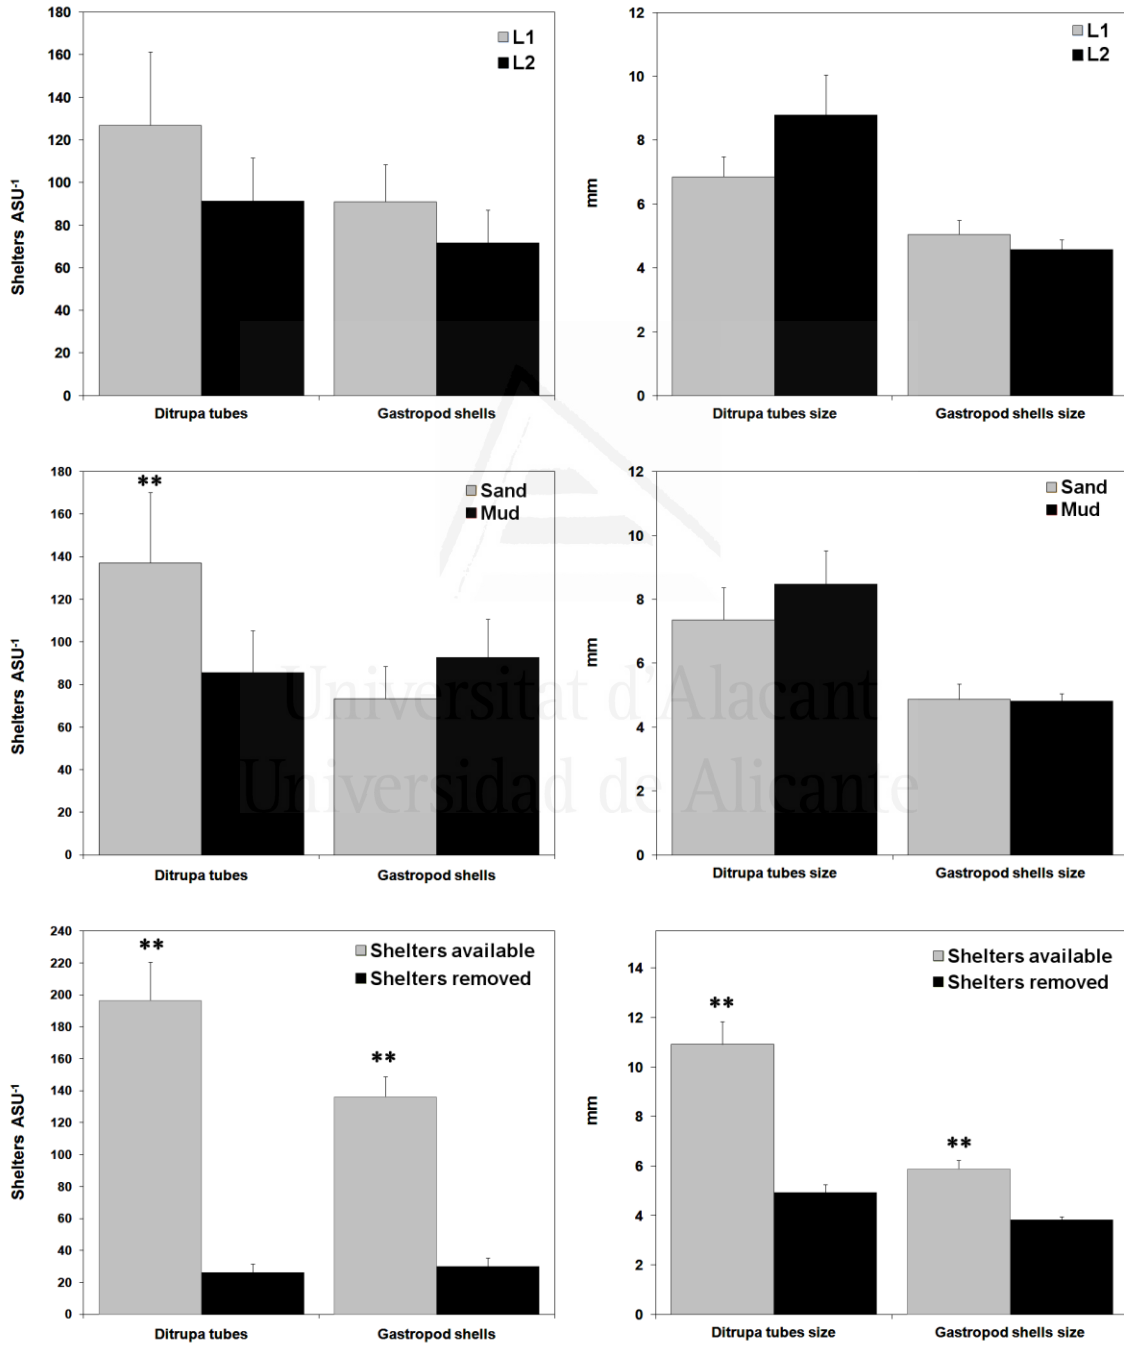 180
160
140
120
100
80
60
40
20
0
Shelters ASU-1
L1
L2
Ditrupa tubes
Gastropod shells
12
10
8
6
4
2
0
mm
L1
L2
Ditrupa tubes size
Gastropod shells size
180
160
140
120
100
80
60
40
20
0
Shelters ASU-1
**
Sand
Mud
Ditrupa tubes
Gastropod shells
12
10
8
6
4
2
0
mm
Sand
Mud
Ditrupa tubes size
Gastropod shells size
Universitat d'Alacant
Universidad de Alicante
240
220
200
180
160
140
120
100
80
60
40
20
0
Shelters ASU-1
**
**
Shelters available
Shelters removed
Ditrupa tubes
Gastropod shells
14
12
10
8
6
4
2
0
mm
**
**
Shelters available
Shelters removed
Ditrupa tubes size
Gastropod shells size